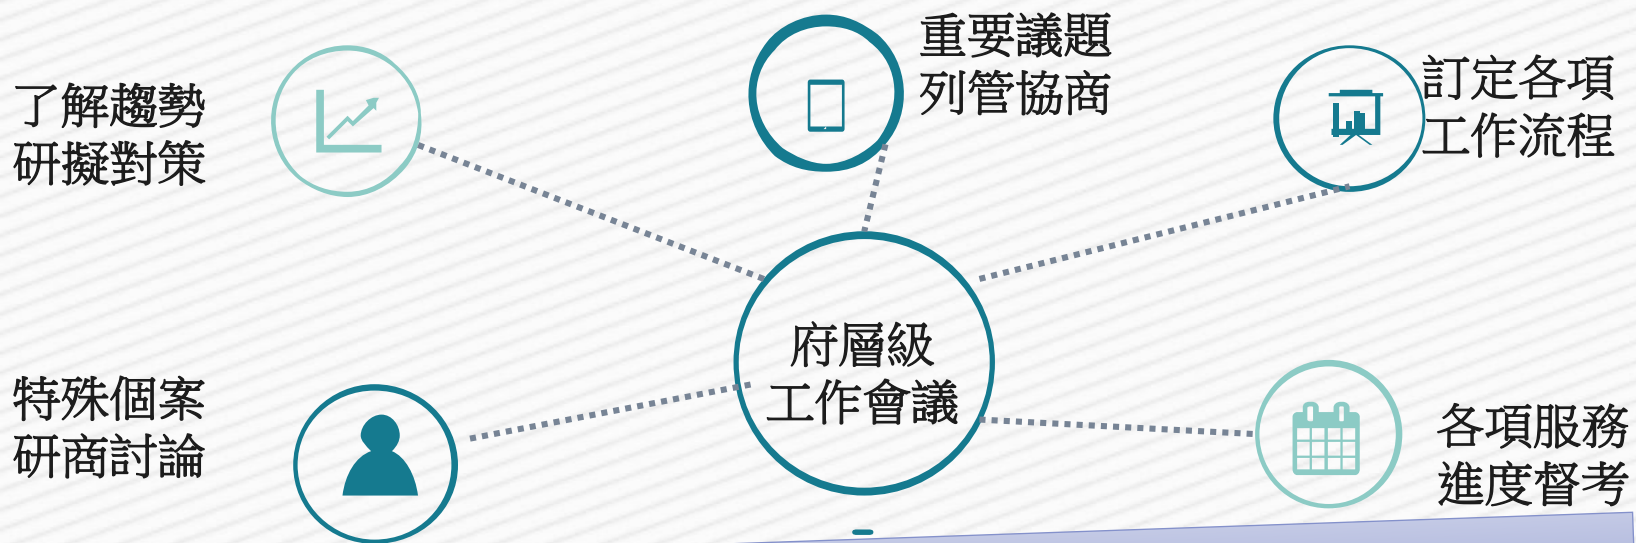 重要議題
列管協商
了解趨勢
研擬對策
訂定各項
工作流程
府層級
工作會議
特殊個案
研商討論
各項服務
進度督考